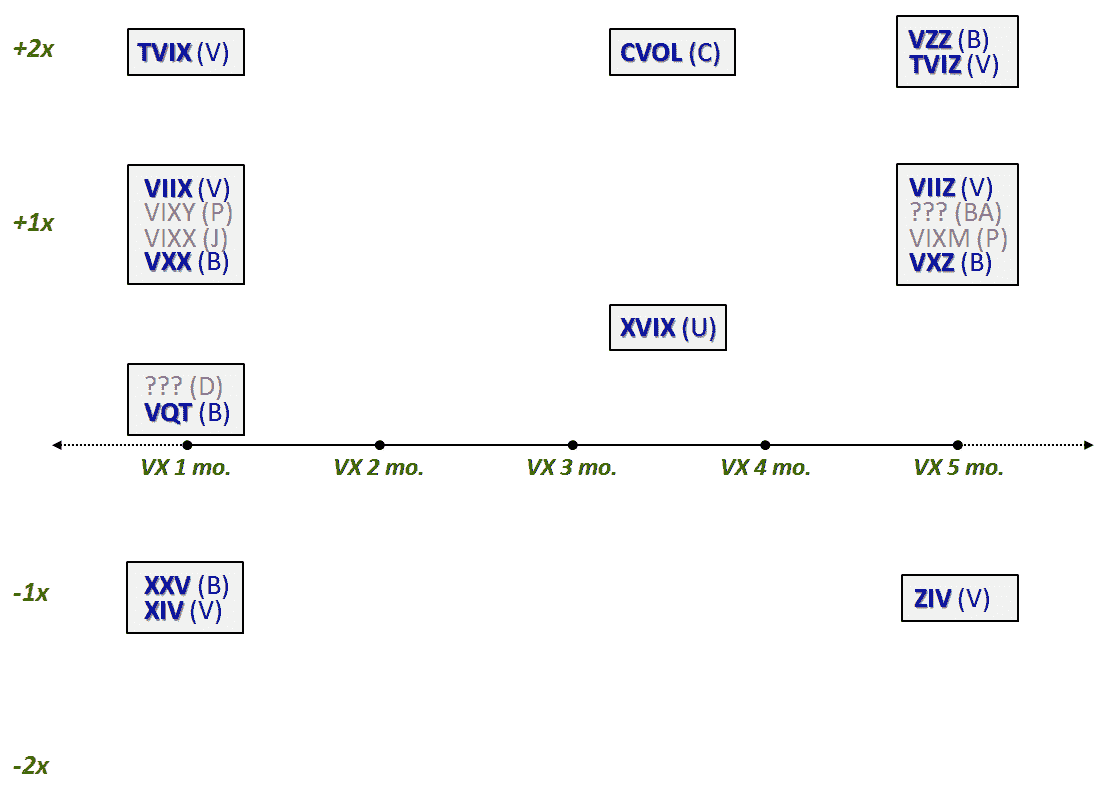 +2x
TVIX (V)
CVOL (C)
VZZ (B)
TVIZ (V)
+1x
VIIX (V)
VIXY (P)
VIXX (J)
VXX (B)
VIIZ (V)
??? (BA)
VIXM (P)
VXZ (B)
XVIX (U)
??? (D)
VQT (B)
VX 1 mo.
VX 2 mo.
VX 3 mo.
VX 4 mo.
VX 5 mo.
-1x
XXV (B)
XIV (V)
ZIV (V)
-2x